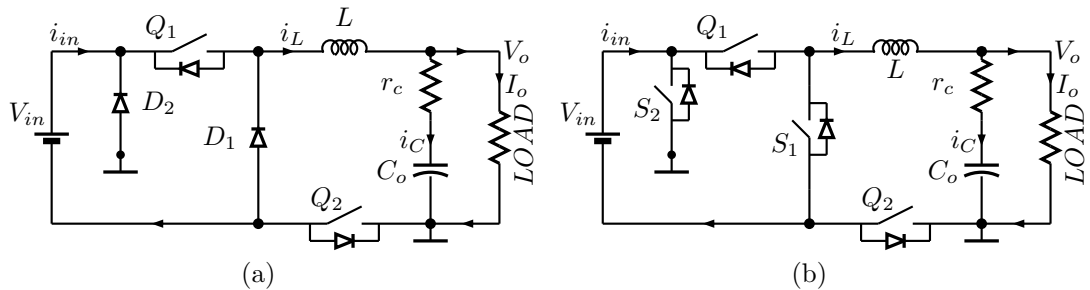 i_in Q_1 i_L L V_o
I_o
r_c
V_in D_2 D_1 i_C LOAD
C_o
Q_2
(a)
i_in Q_1 i_L L V_o
I_o
r_c
V_in S_2 S_1 i_C LOAD
C_o
Q_2
(b)